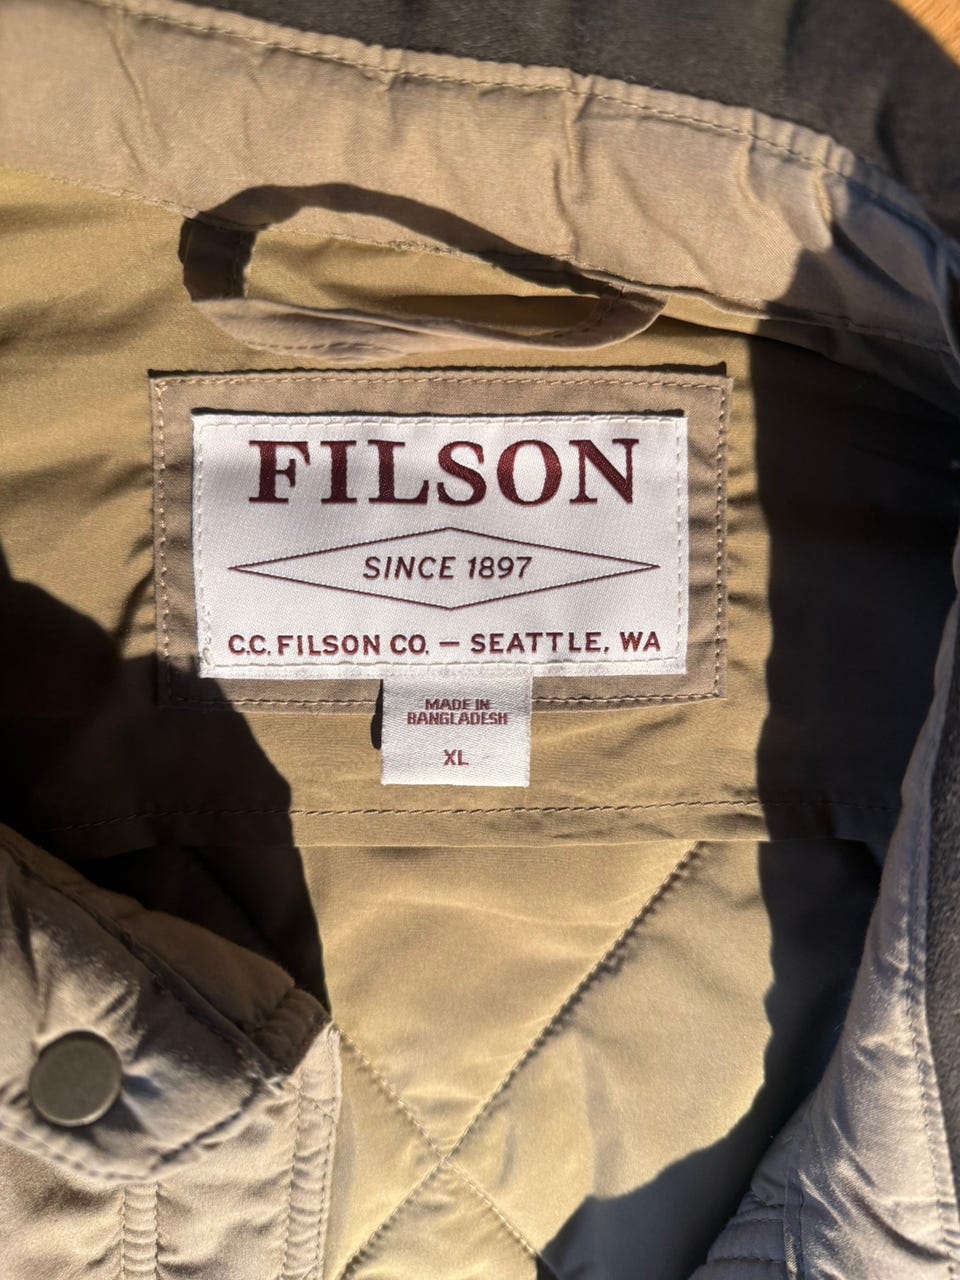 FILSON
SINCE 1897
C.C. FILSON CO. — SEATTLE, WA
MADE IN
BANGLADESH
XL